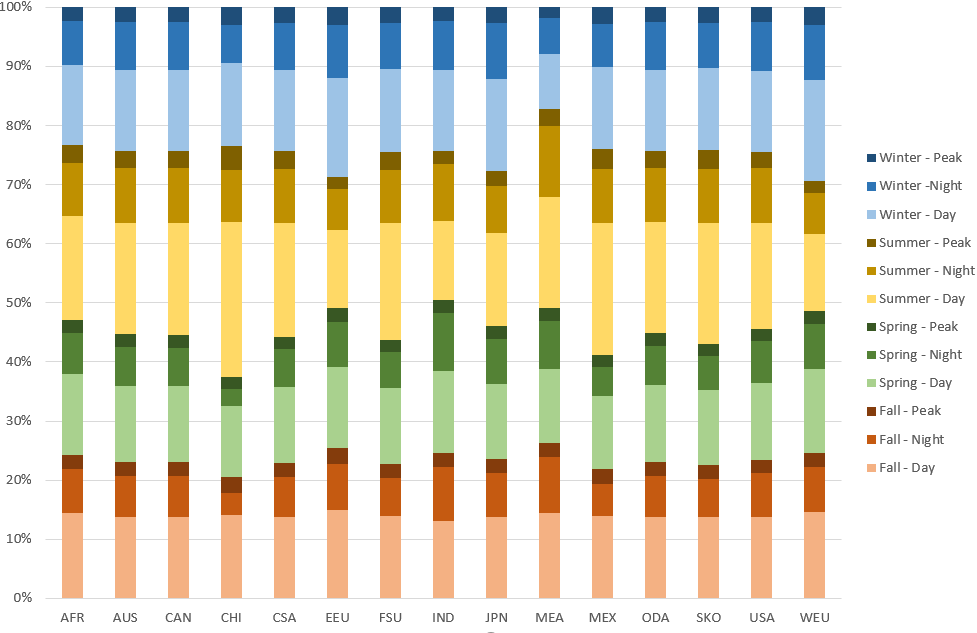 100%
90%
80%
70%
60%
50%
40%
30%
20%
10%
0%
AFR AUS CAN CHI CSA EEU FSU IND JPN MEA MEX ODA SKO USA WEU
Winter - Peak
Winter -Night
Winter - Day
Summer - Peak
Summer - Night
Summer - Day
Spring - Peak
Spring - Night
Spring - Day
Fall - Peak
Fall - Night
Fall - Day